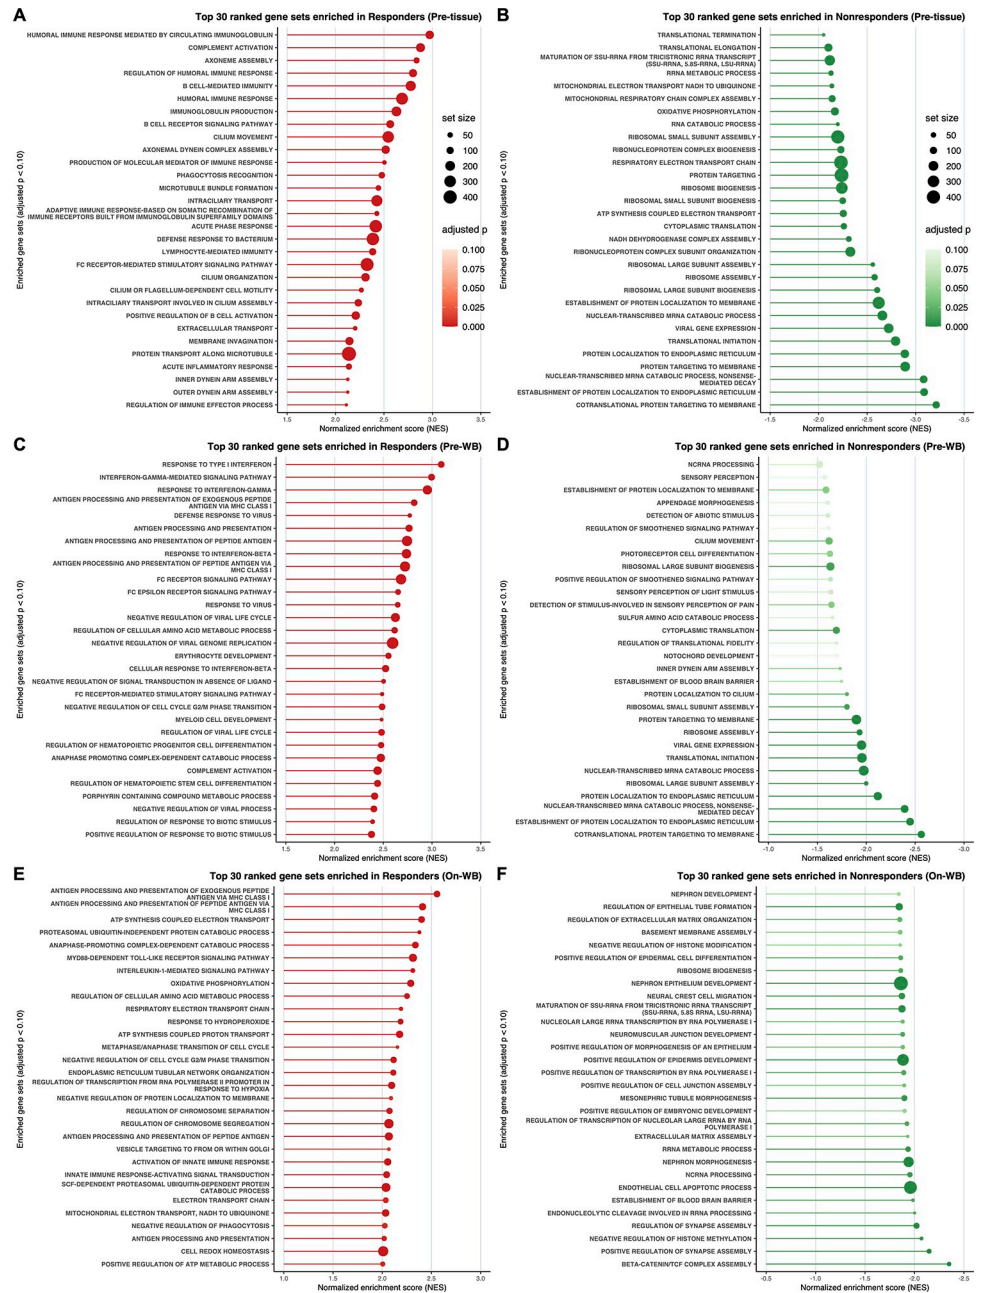 A
Top 30 ranked gene sets enriched in Responders (Pre-tissue)
Enriched gene sets (adjusted p < 0.10)
HUMORAL IMMUNE RESPONSE MEDIATED BY CIRCULATING IMMUNOGLOBULIN
COMPLEMENT ACTIVATION
AXONEME ASSEMBLY
REGULATION OF HUMORAL IMMUNE RESPONSE
B CELL-MEDIATED IMMUNITY
HUMORAL IMMUNE RESPONSE
IMMUNOGLOBULIN PRODUCTION
B CELL RECEPTOR SIGNALING PATHWAY
CILIUM MOVEMENT
AXONEMAL DYNEIN COMPLEX ASSEMBLY
PRODUCTION OF MOLECULAR MEDIATOR OF IMMUNE RESPONSE
PHAGOCYTOSIS RECOGNITION
MICROTUBULE BUNDLE FORMATION
INTRACILIARY TRANSPORT
ADAPTIVE IMMUNE RESPONSE-BASED ON SOMATIC RECOMBINATION OF
IMMUNE RECEPTORS BUILT FROM IMMUNOGLOBULIN SUPERFAMILY DOMAINS
ACUTE PHASE RESPONSE
DEFENSE RESPONSE TO BACTERIUM
LYMPHOCYTE-MEDIATED IMMUNITY
FC RECEPTOR-MEDIATED STIMULATORY SIGNALING PATHWAY
CILIUM ORGANIZATION
CILIUM OR FLAGELLUM-DEPENDENT CELL MOTILITY
INTRACILIARY TRANSPORT INVOLVED IN CILIUM ASSEMBLY
POSITIVE REGULATION OF B CELL ACTIVATION
EXTRACELLULAR TRANSPORT
MEMBRANE INVAGINATION
PROTEIN TRANSPORT ALONG MICROTUBULE
ACUTE INFLAMMATORY RESPONSE
INNER DYNEIN ARM ASSEMBLY
OUTER DYNEIN ARM ASSEMBLY
REGULATION OF IMMUNE EFFECTOR PROCESS
1.5 2.0 2.5 3.0 3.5
Normalized enrichment score (NES)
set size
50
100
200
300
400
adjusted p
0.100
0.075
0.050
0.025
0.000
B
Top 30 ranked gene sets enriched in Nonresponders (Pre-tissue)
Enriched gene sets (adjusted p < 0.10)
TRANSLATIONAL TERMINATION
TRANSLATIONAL ELONGATION
MATURATION OF SSU-RRNA FROM TRICISTRONIC RRNA TRANSCRIPT
(SSU-RRNA, 5.8S-RRNA, LSU-RRNA)
RRNA METABOLIC PROCESS
MITOCHONDRIAL ELECTRON TRANSPORT NADH TO UBIQUINONE
MITOCHONDRIAL RESPIRATORY CHAIN COMPLEX ASSEMBLY
OXIDATIVE PHOSPHORYLATION
RNA CATABOLIC PROCESS
RIBOSOMAL SMALL SUBUNIT ASSEMBLY
RIBONUCLEOPROTEIN COMPLEX BIOGENESIS
RESPIRATORY ELECTRON TRANSPORT CHAIN
PROTEIN TARGETING
RIBOSOME BIOGENESIS
RIBOSOMAL SMALL SUBUNIT BIOGENESIS
ATP SYNTHESIS COUPLED ELECTRON TRANSPORT
CYTOPLASMIC TRANSLATION
NADH DEHYDROGENASE COMPLEX ASSEMBLY
RIBONUCLEOPROTEIN COMPLEX SUBUNIT ORGANIZATION
RIBOSOMAL LARGE SUBUNIT ASSEMBLY
RIBOSOME ASSEMBLY
RIBOSOMAL LARGE SUBUNIT BIOGENESIS
ESTABLISHMENT OF PROTEIN LOCALIZATION TO MEMBRANE
NUCLEAR-TRANSCRIBED MRNA CATABOLIC PROCESS
VIRAL GENE EXPRESSION
TRANSLATIONAL INITIATION
PROTEIN LOCALIZATION TO ENDOPLASMIC RETICULUM
PROTEIN TARGETING TO MEMBRANE
NUCLEAR-TRANSCRIBED MRNA CATABOLIC PROCESS, NONSENSE-
MEDIATED DECAY
ESTABLISHMENT OF PROTEIN LOCALIZATION TO ENDOPLASMIC RETICULUM
COTRANSLATIONAL PROTEIN TARGETING TO MEMBRANE
-1.5 -2.0 -2.5 -3.0 -3.5
Normalized enrichment score (NES)
set size
50
100
200
300
400
adjusted p
0.100
0.075
0.050
0.025
0.000
C
Top 30 ranked gene sets enriched in Responders (Pre-WB)
Enriched gene sets (adjusted p < 0.10)
RESPONSE TO TYPE I INTERFERON
INTERFERON-GAMMA-MEDIATED SIGNALING PATHWAY
RESPONSE TO INTERFERON-GAMMA
ANTIGEN PROCESSING AND PRESENTATION OF EXOGENOUS PEPTIDE
ANTIGEN VIA MHC CLASS I
DEFENSE RESPONSE TO VIRUS
ANTIGEN PROCESSING AND PRESENTATION
ANTIGEN PROCESSING AND PRESENTATION OF PEPTIDE ANTIGEN
RESPONSE TO INTERFERON-BETA
ANTIGEN PROCESSING AND PRESENTATION OF PEPTIDE ANTIGEN VIA
MHC CLASS I
FC RECEPTOR SIGNALING PATHWAY
FC EPSILON RECEPTOR SIGNALING PATHWAY
RESPONSE TO VIRUS
NEGATIVE REGULATION OF VIRAL LIFE CYCLE
REGULATION OF CELLULAR AMINO ACID METABOLIC PROCESS
NEGATIVE REGULATION OF VIRAL GENOME REPLICATION
ERYTHROCYTE DEVELOPMENT
CELLULAR RESPONSE TO INTERFERON-BETA
NEGATIVE REGULATION OF SIGNAL TRANSDUCTION IN ABSENCE OF LIGAND
FC RECEPTOR-MEDIATED STIMULATORY SIGNALING PATHWAY
NEGATIVE REGULATION OF CELL CYCLE G2/M PHASE TRANSITION
MYELOID CELL DEVELOPMENT
REGULATION OF VIRAL LIFE CYCLE
REGULATION OF HEMATOPOIETIC PROGENITOR CELL DIFFERENTIATION
ANAPHASE PROMOTING COMPLEX-DEPENDENT CATABOLIC PROCESS
COMPLEMENT ACTIVATION
REGULATION OF HEMATOPOIETIC STEM CELL DIFFERENTIATION
PORPHYRIN CONTAINING COMPOUND METABOLIC PROCESS
NEGATIVE REGULATION OF VIRAL PROCESS
REGULATION OF RESPONSE TO BIOTIC STIMULUS
POSITIVE REGULATION OF RESPONSE TO BIOTIC STIMULUS
1.5 2.0 2.5 3.0 3.5
Normalized enrichment score (NES)
D
Top 30 ranked gene sets enriched in Nonresponders (Pre-WB)
Enriched gene sets (adjusted p < 0.10)
NCRNA PROCESSING
SENSORY PERCEPTION
ESTABLISHMENT OF PROTEIN LOCALIZATION TO MEMBRANE
APPENDAGE MORPHOGENESIS
DETECTION OF ABIOTIC STIMULUS
REGULATION OF SMOOTHENED SIGNALING PATHWAY
CILIUM MOVEMENT
PHOTORECEPTOR CELL DIFFERENTIATION
RIBOSOMAL LARGE SUBUNIT BIOGENESIS
POSITIVE REGULATION OF SMOOTHENED SIGNALING PATHWAY
SENSORY PERCEPTION OF LIGHT STIMULUS
DETECTION OF STIMULUS-INVOLVED IN SENSORY PERCEPTION OF PAIN
SULFUR AMINO ACID CATABOLIC PROCESS
CYTOPLASMIC TRANSLATION
REGULATION OF TRANSLATIONAL FIDELITY
NOTOCHORD DEVELOPMENT
INNER DYNEIN ARM ASSEMBLY
ESTABLISHMENT OF BLOOD BRAIN BARRIER
PROTEIN LOCALIZATION TO CILIUM
RIBOSOMAL SMALL SUBUNIT ASSEMBLY
PROTEIN TARGETING TO MEMBRANE
RIBOSOME ASSEMBLY
VIRAL GENE EXPRESSION
TRANSLATIONAL INITIATION
NUCLEAR-TRANSCRIBED MRNA CATABOLIC PROCESS
RIBOSOMAL LARGE SUBUNIT ASSEMBLY
PROTEIN LOCALIZATION TO ENDOPLASMIC RETICULUM
NUCLEAR-TRANSCRIBED MRNA CATABOLIC PROCESS, NONSENSE-
MEDIATED DECAY
ESTABLISHMENT OF PROTEIN LOCALIZATION TO ENDOPLASMIC RETICULUM
COTRANSLATIONAL PROTEIN TARGETING TO MEMBRANE
-1.0 -1.5 -2.0 -2.5 -3.0
Normalized enrichment score (NES)
E
Top 30 ranked gene sets enriched in Responders (On-WB)
Enriched gene sets (adjusted p < 0.10)
ANTIGEN PROCESSING AND PRESENTATION OF EXOGENOUS PEPTIDE
ANTIGEN VIA MHC CLASS I
ANTIGEN PROCESSING AND PRESENTATION OF PEPTIDE ANTIGEN VIA
MHC CLASS I
ATP SYNTHESIS COUPLED ELECTRON TRANSPORT
PROTEASOMAL UBIQUITIN-INDEPENDENT PROTEIN CATABOLIC PROCESS
ANAPHASE-PROMOTING COMPLEX-DEPENDENT CATABOLIC PROCESS
MYD88-DEPENDENT TOLL-LIKE RECEPTOR SIGNALING PATHWAY
INTERLEUKIN-1-MEDIATED SIGNALING PATHWAY
OXIDATIVE PHOSPHORYLATION
REGULATION OF CELLULAR AMINO ACID METABOLIC PROCESS
RESPIRATORY ELECTRON TRANSPORT CHAIN
RESPONSE TO HYDROPEROXIDE
ATP SYNTHESIS COUPLED PROTON TRANSPORT
METAPHASE/ANAPHASE TRANSITION OF CELL CYCLE
NEGATIVE REGULATION OF CELL CYCLE G2/M PHASE TRANSITION
ENDOPLASMIC RETICULUM TUBULAR NETWORK ORGANIZATION
REGULATION OF TRANSCRIPTION FROM RNA POLYMERASE II PROMOTER IN
RESPONSE TO HYPOXIA
NEGATIVE REGULATION OF PROTEIN LOCALIZATION TO MEMBRANE
REGULATION OF CHROMOSOME SEPARATION
REGULATION OF CHROMOSOME SEGREGATION
ANTIGEN PROCESSING AND PRESENTATION OF PEPTIDE ANTIGEN
VESICLE TARGETING TO FROM OR WITHIN GOLGI
ACTIVATION OF INNATE IMMUNE RESPONSE
INNATE IMMUNE RESPONSE-ACTIVATING SIGNAL TRANSDUCTION
SCF-DEPENDENT PROTEASOMAL UBIQUITIN-DEPENDENT PROTEIN
CATABOLIC PROCESS
ELECTRON TRANSPORT CHAIN
MITOCHONDRIAL ELECTRON TRANSPORT, NADH TO UBIQUINONE
NEGATIVE REGULATION OF PHAGOCYTOSIS
ANTIGEN PROCESSING AND PRESENTATION
CELL REDOX HOMEOSTASIS
POSITIVE REGULATION OF ATP METABOLIC PROCESS
1.0 1.5 2.0 2.5 3.0
Normalized enrichment score (NES)
F
Top 30 ranked gene sets enriched in Nonresponders (On-WB)
Enriched gene sets (adjusted p < 0.10)
NEPHRON DEVELOPMENT
REGULATION OF EPITHELIAL TUBE FORMATION
REGULATION OF EXTRACELLULAR MATRIX ORGANIZATION
BASEMENT MEMBRANE ASSEMBLY
NEGATIVE REGULATION OF HISTONE MODIFICATION
POSITIVE REGULATION OF EPIDERMAL CELL DIFFERENTIATION
RIBOSOME BIOGENESIS
NEPHRON EPITHELIUM DEVELOPMENT
NEURAL CREST CELL MIGRATION
MATURATION OF SSU-RRNA FROM TRICISTRONIC RRNA TRANSCRIPT
(SSU-RRNA, 5.8S RRNA, LSU-RRNA)
NUCLEOLAR LARGE RRNA TRANSCRIPTION BY RNA POLYMERASE I
NEUROMUSCULAR JUNCTION DEVELOPMENT
POSITIVE REGULATION OF MORPHOGENESIS OF AN EPITHELIUM
POSITIVE REGULATION OF EPIDERMIS DEVELOPMENT
POSITIVE REGULATION OF TRANSCRIPTION BY RNA POLYMERASE I
POSITIVE REGULATION OF CELL JUNCTION ASSEMBLY
MESONEPHRIC TUBULE MORPHOGENESIS
POSITIVE REGULATION OF EMBRYONIC DEVELOPMENT
REGULATION OF TRANSCRIPTION OF NUCLEOLAR LARGE RRNA BY RNA
POLYMERASE I
EXTRACELLULAR MATRIX ASSEMBLY
RRNA METABOLIC PROCESS
NEPHRON MORPHOGENESIS
NCRNA PROCESSING
ENDOTHELIAL CELL APOPTOTIC PROCESS
ESTABLISHMENT OF BLOOD BRAIN BARRIER
ENDONUCLEOLYTIC CLEAVAGE INVOLVED IN RRNA PROCESSING
REGULATION OF SYNAPSE ASSEMBLY
NEGATIVE REGULATION OF HISTONE METHYLATION
POSITIVE REGULATION OF SYNAPSE ASSEMBLY
BETA-CATENIN/TCF COMPLEX ASSEMBLY
-0.5 -1.0 -1.5 -2.0 -2.5
Normalized enrichment score (NES)